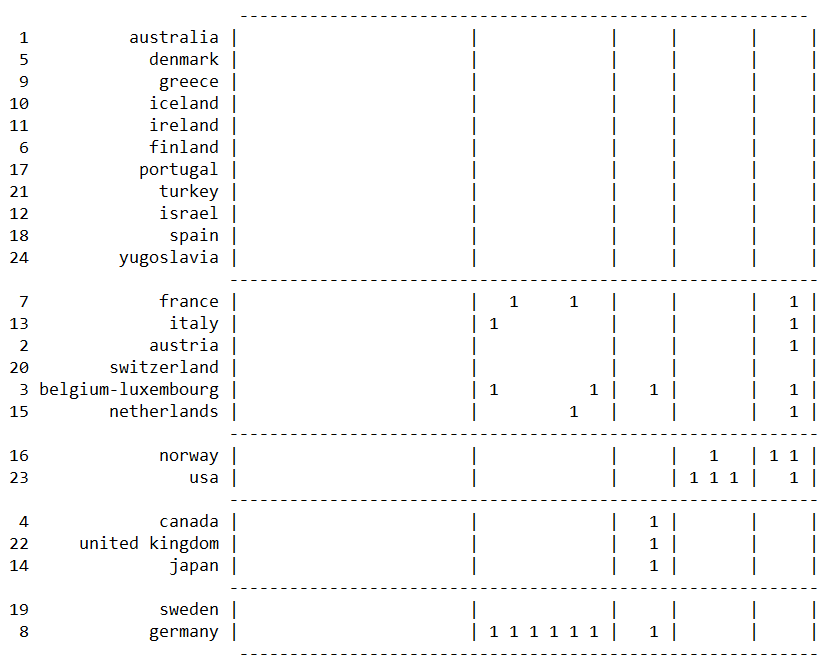 ---------------------------------------------------------
 1          australia |                       |             |     |       |     |
 5            denmark |                       |             |     |       |     |
 9             greece |                       |             |     |       |     |
10            iceland |                       |             |     |       |     |
11            ireland |                       |             |     |       |     |
 6            finland |                       |             |     |       |     |
17           portugal |                       |             |     |       |     |
21             turkey |                       |             |     |       |     |
12             israel |                       |             |     |       |     |
18              spain |                       |             |     |       |     |
24         yugoslavia |                       |             |     |       |     |
                      -----------------------------------------------------------
 7             france |                       |   1     1   |     |       |   1 |
13              italy |                       | 1           |     |       |   1 |
 2            austria |                       |             |     |       |   1 |
20        switzerland |                       |             |     |       |     |
 3 belgium-luxembourg |                       | 1         1 |   1 |       |   1 |
15        netherlands |                       |         1   |     |       |   1 |
                      -----------------------------------------------------------
16             norway |                       |             |     |   1   | 1 1 |
23                usa |                       |             |     | 1 1 1 |   1 |
                      -----------------------------------------------------------
 4             canada |                       |             |   1 |       |     |
22     united kingdom |                       |             |   1 |       |     |
14              japan |                       |             |   1 |       |     |
                      -----------------------------------------------------------
19             sweden |                       |             |     |       |     |
 8            germany |                       | 1 1 1 1 1 1 |   1 |       |     |
                       ----------------------------------------------------------